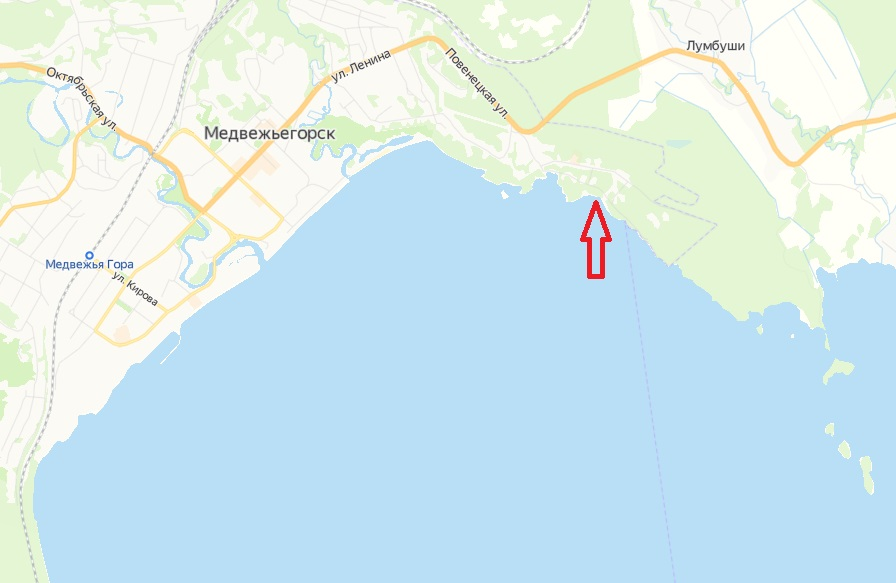 Лумбуши
ул. Ленина
Повенецкая ул.
Октябрьская ул.
Медвежьегорск
Медвежья Гора
ул. Кирова